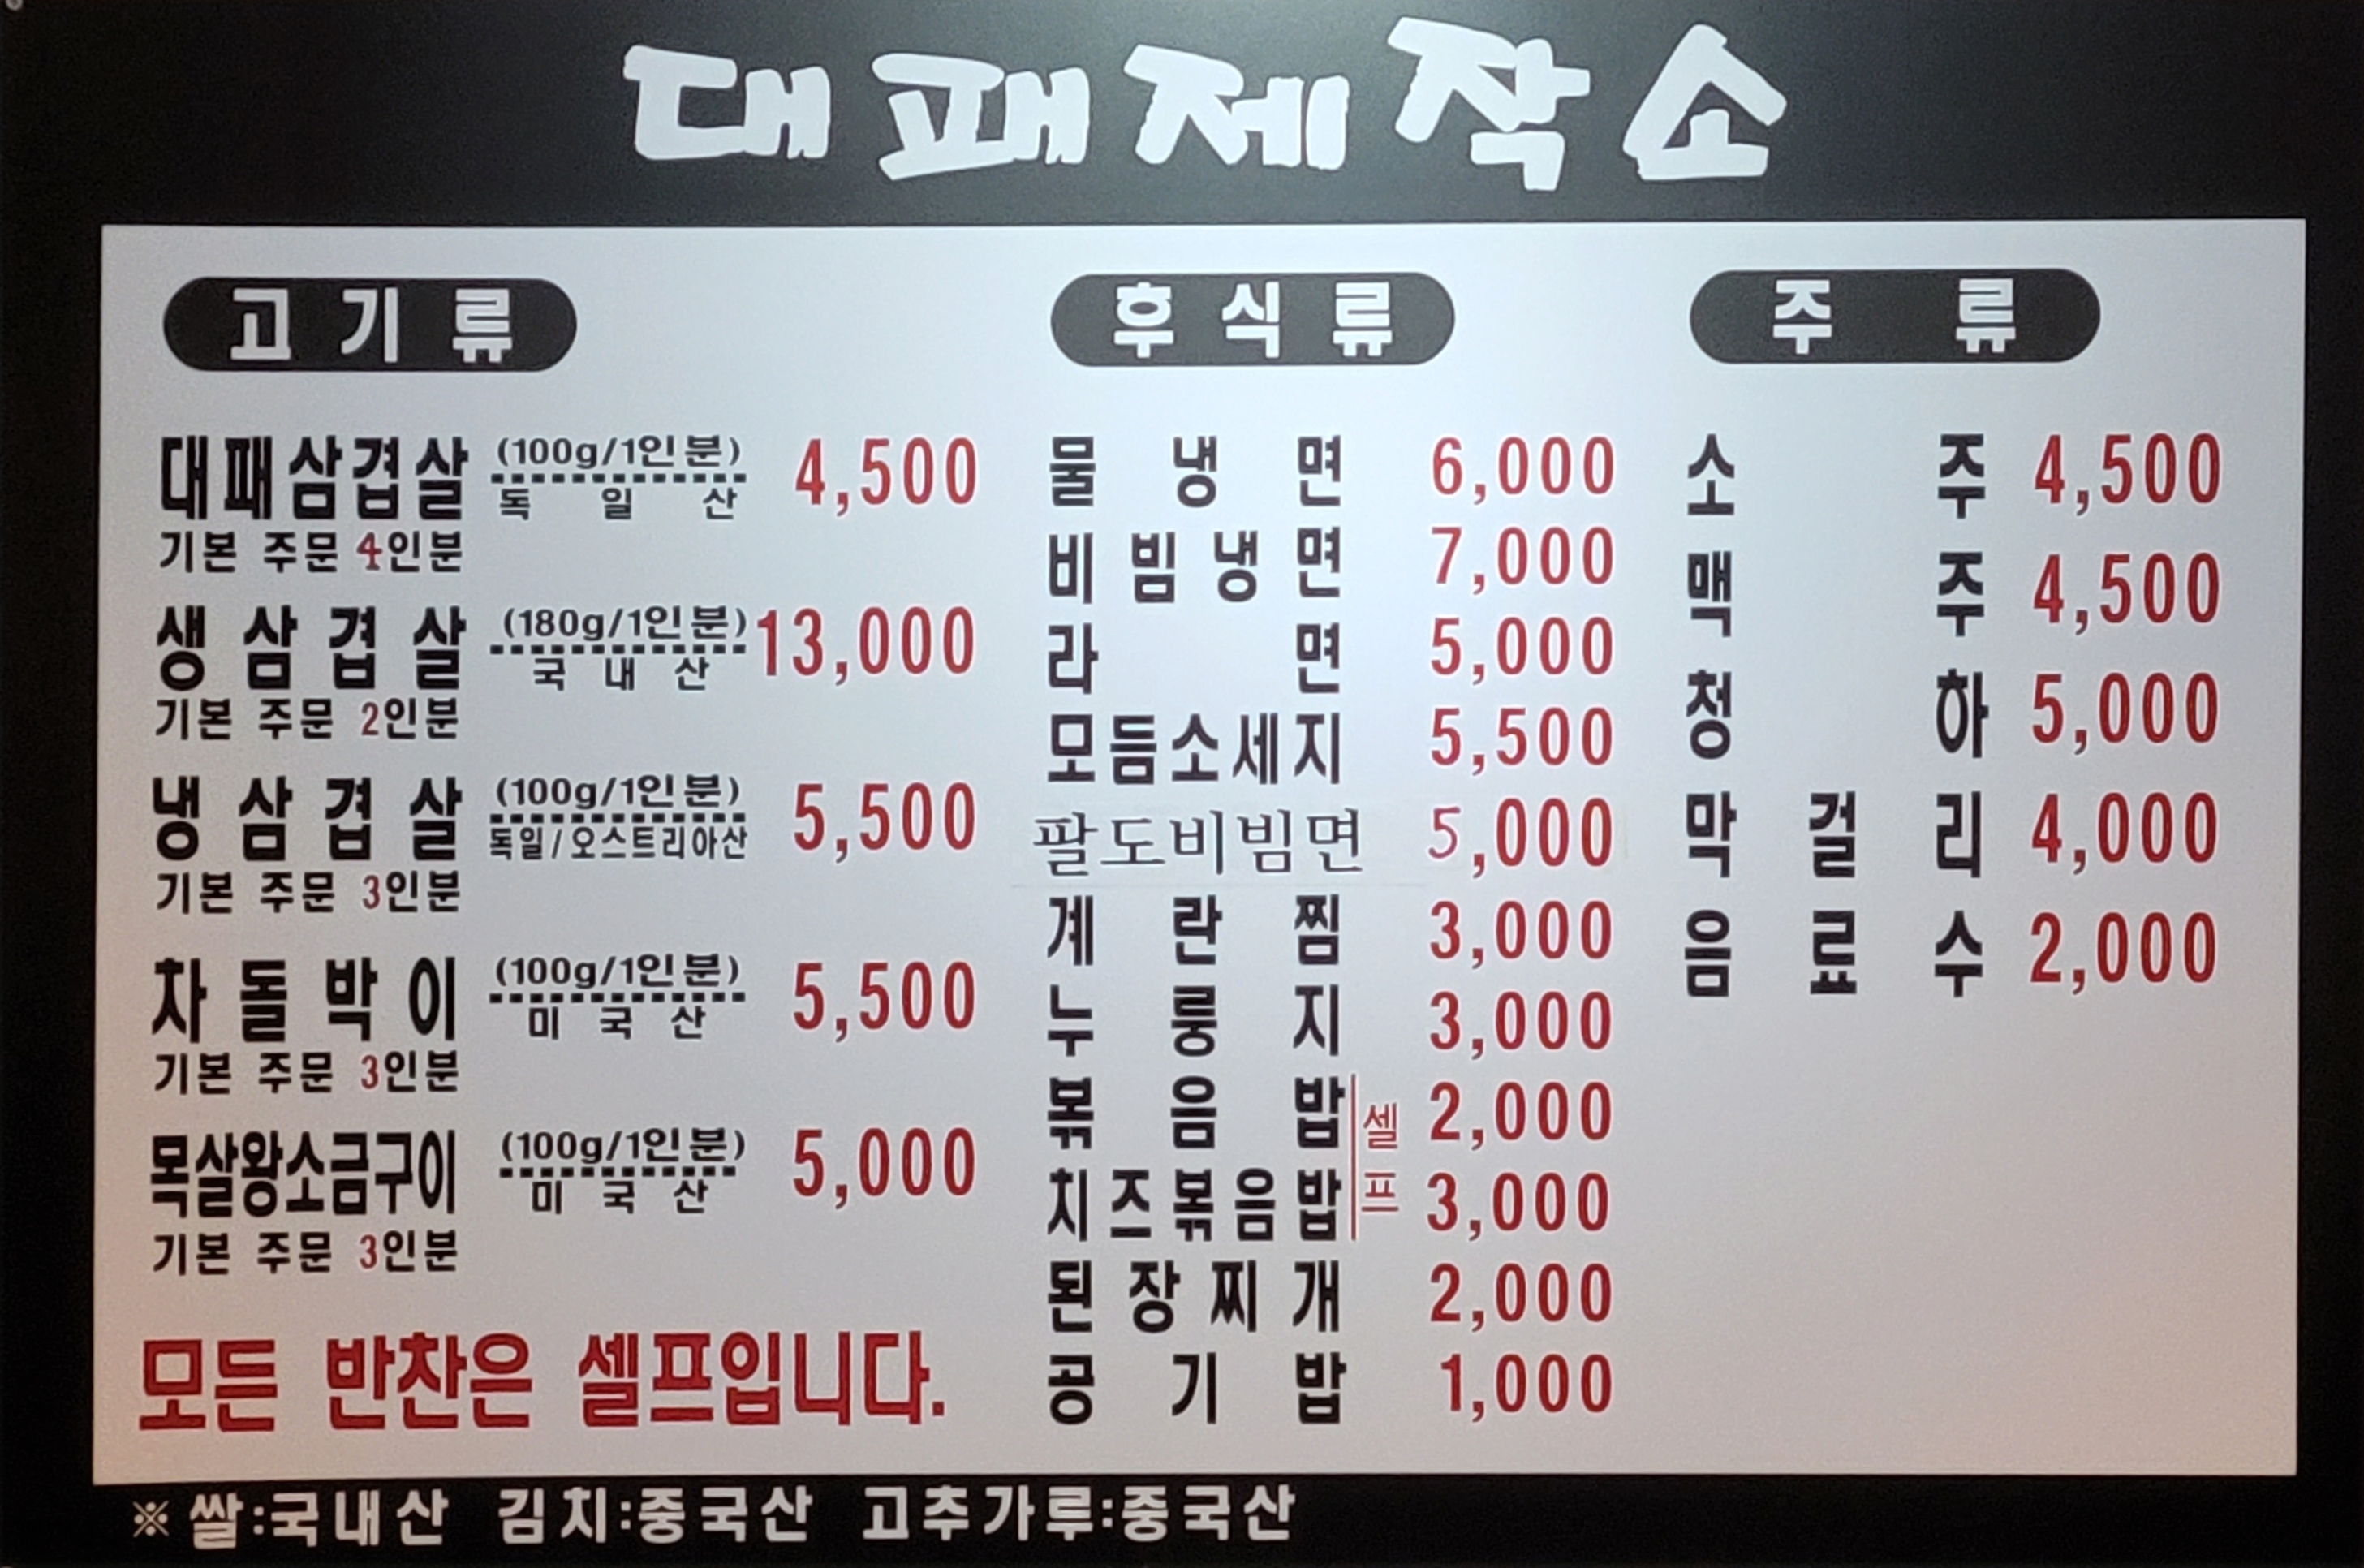 대패제작소
고기류
대패삼겹살 (100g/1인분) 4,500
독일산
기본 주문 4인분
생삼겹살 (180g/1인분) 13,000
국내산
기본 주문 2인분
냉삼겹살 (100g/1인분) 5,500
독일/오스트리아산
기본 주문 3인분
차돌박이 (100g/1인분) 5,500
미국산
기본 주문 3인분
목살왕소금구이 (100g/1인분) 5,000
미국산
기본 주문 3인분
모든 반찬은 셀프입니다.
후식류
물냉면 6,000
비빔냉면 7,000
라면 5,000
모듬소세지 5,500
팔도비빔면 5,000
계란찜 3,000
누룽지 3,000
볶음밥 2,000
셀프
치즈볶음밥 3,000
된장찌개 2,000
공기밥 1,000
주류
소주 4,500
맥주 4,500
청하 5,000
막걸리 4,000
음료수 2,000
※ 쌀:국내산 김치:중국산 고추가루:중국산